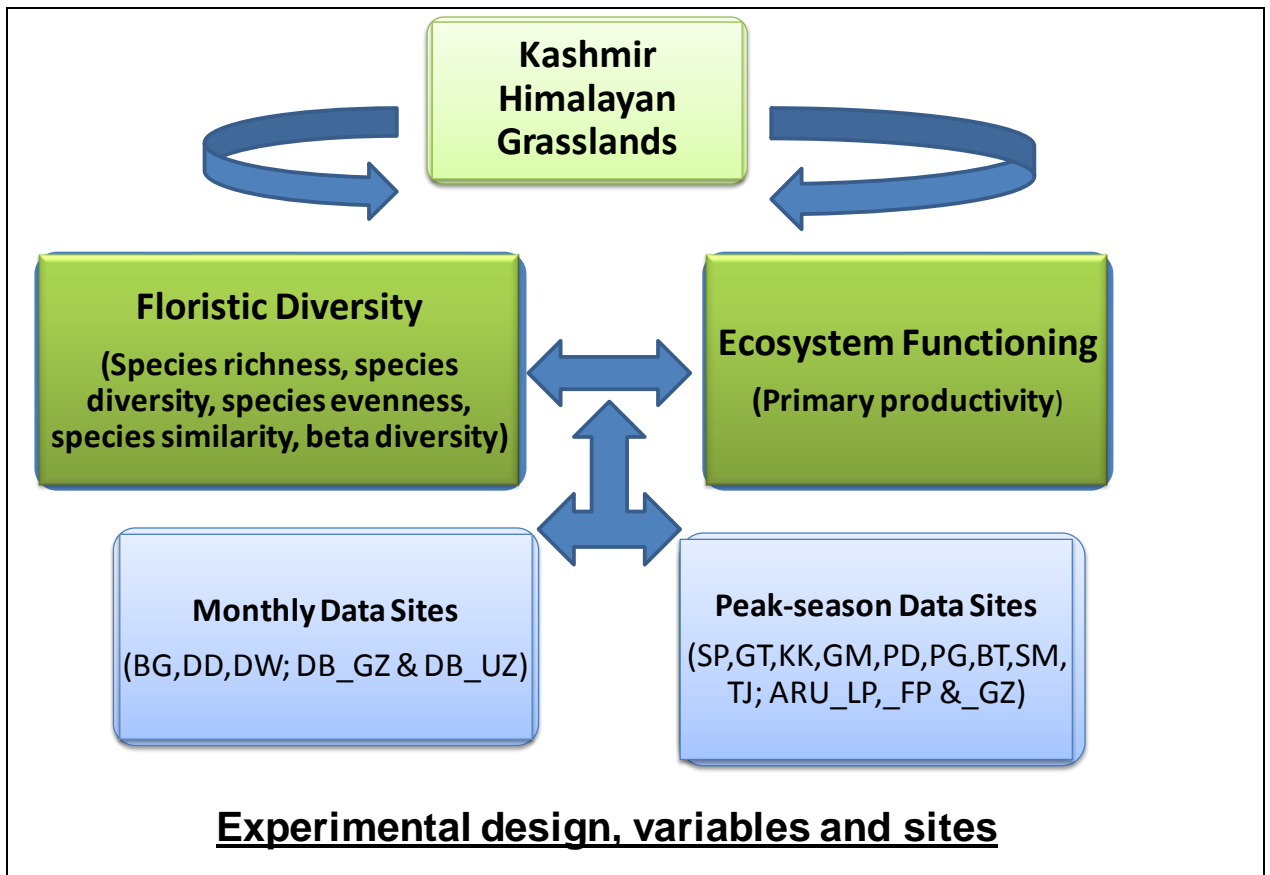 Kashmir
Himalayan
Grasslands
Floristic Diversity
(Species richness, species
diversity, species evenness,
species similarity, beta diversity)
Ecosystem Functioning
(Primary productivity)
Monthly Data Sites
(BG,DD,DW; DB_GZ & DB_UZ)
Peak-season Data Sites
(SP,GT,KK,GM,PD,PG,BT,SM,
TJ; ARU_LP,_FP &_GZ)
Experimental design, variables and sites